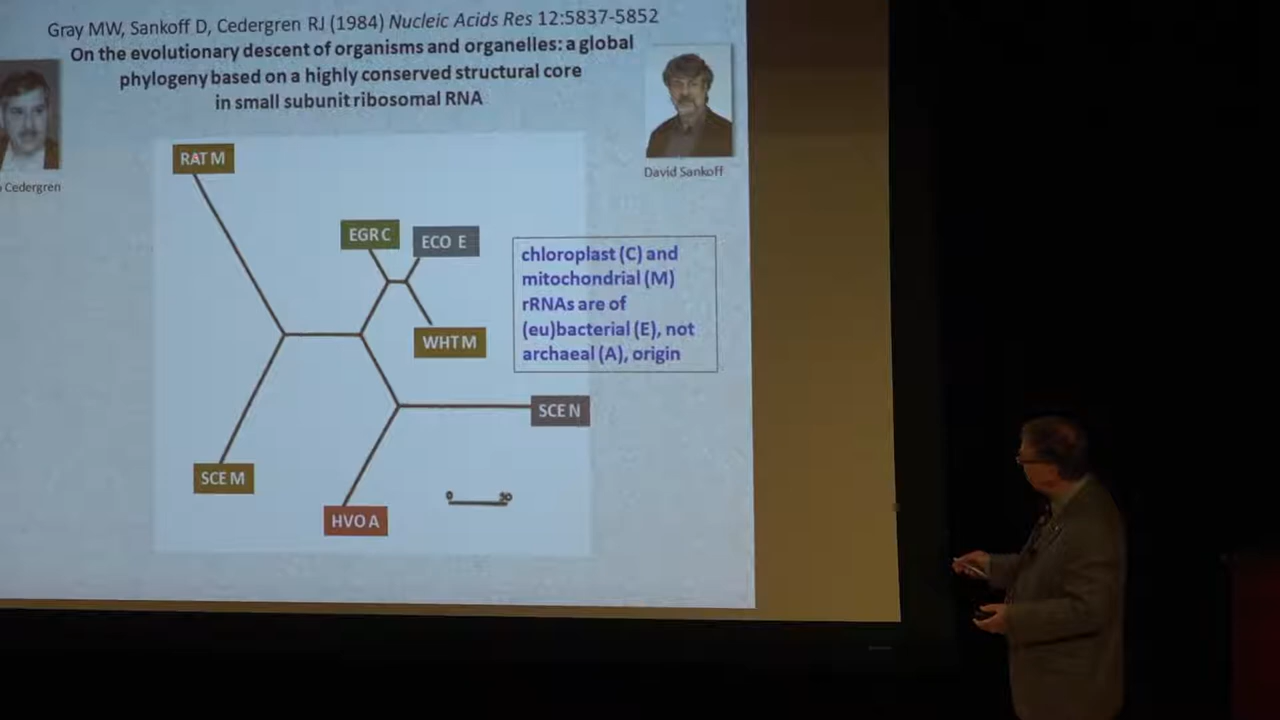 Gray MW, Sankoff D, Cedergren RJ (1984) Nucleic Acids Res 12:5837-5852
On the evolutionary descent of organisms and organelles: a global
phylogeny based on a highly conserved structural core
in small subunit ribosomal RNA
Cedergren
David Sankoff
RAT M
EGR C
ECO E
WHT M
SCE N
SCE M
HVO A
chloroplast (C) and
mitochondrial (M)
rRNAs are of
(eu)bacterial (E), not
archaeal (A), origin
0